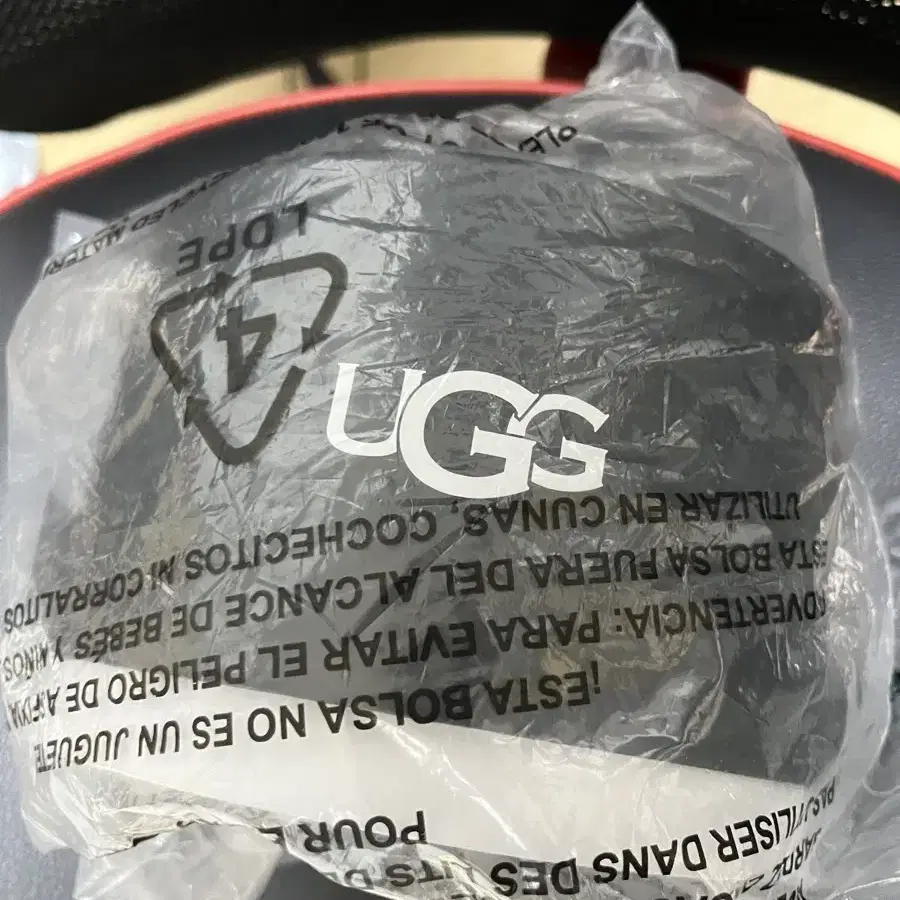 UGG
PAS UTILISER DANS DES
POUR
¡ESTA BOLSA NO ES UN JUGUETE
ADVERTENCIA: PARA EVITAR EL PELIGRO DE ASFIXIA
ESTA BOLSA FUERA DEL ALCANCE DE BEBÉS Y NIÑOS.
UTILIZAR EN CUNAS, COCHECITOS NI CORRALITOS
4
LDPE